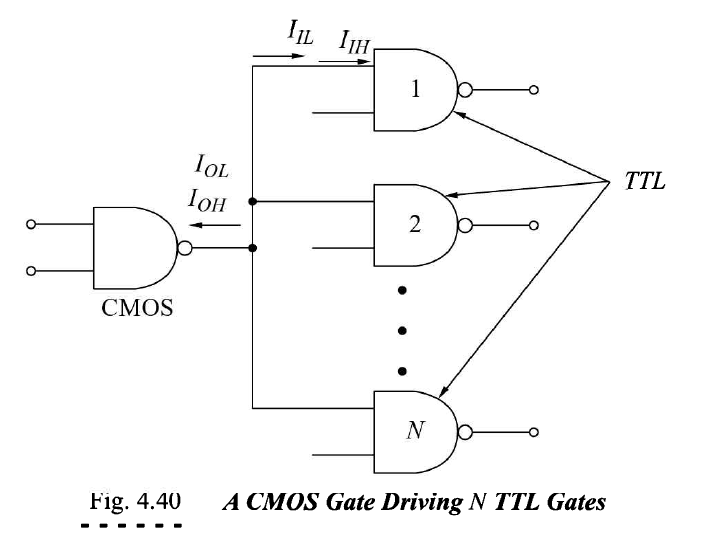 I_IL
I_IH
1
I_OL
I_OH
TTL
2
CMOS
N
Fig. 4.40 A CMOS Gate Driving N TTL Gates